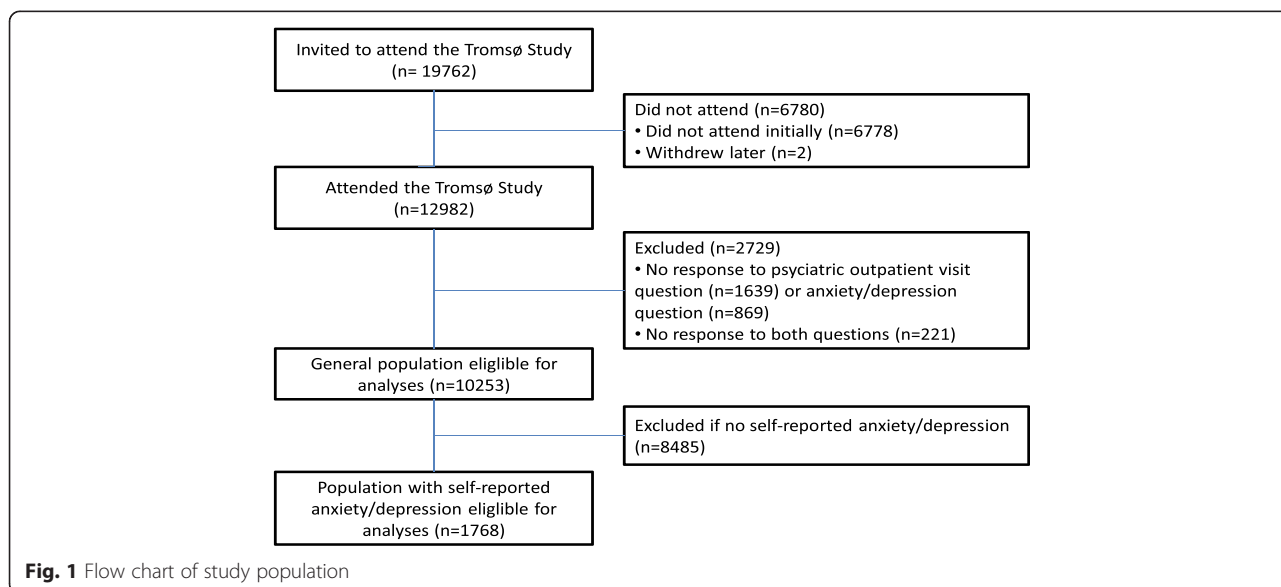 Invited to attend the Tromsø Study
(n= 19762)
Did not attend (n=6780)
• Did not attend initially (n=6778)
• Withdrew later (n=2)
Attended the Tromsø Study
(n=12982)
Excluded (n=2729)
• No response to psyciatric outpatient visit
question (n=1639) or anxiety/depression
question (n=869)
• No response to both questions (n=221)
General population eliglible for
analyses (n=10253)
Excluded if no self-reported anxiety/depression
(n=8485)
Population with self-reported
anxiety/depression eligible for
analyses (n=1768)
Fig. 1 Flow chart of study population